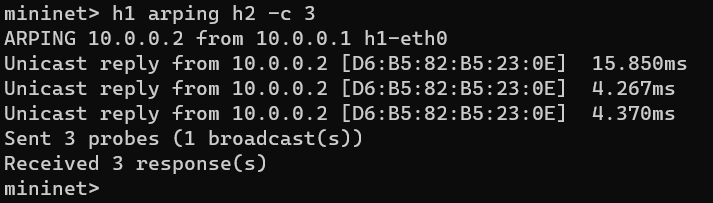 mininet> h1 arping h2 -c 3
ARPING 10.0.0.2 from 10.0.0.1 h1-eth0
Unicast reply from 10.0.0.2 [D6:B5:82:B5:23:0E]  15.850ms
Unicast reply from 10.0.0.2 [D6:B5:82:B5:23:0E]  4.267ms
Unicast reply from 10.0.0.2 [D6:B5:82:B5:23:0E]  4.370ms
Sent 3 probes (1 broadcast(s))
Received 3 response(s)
mininet>